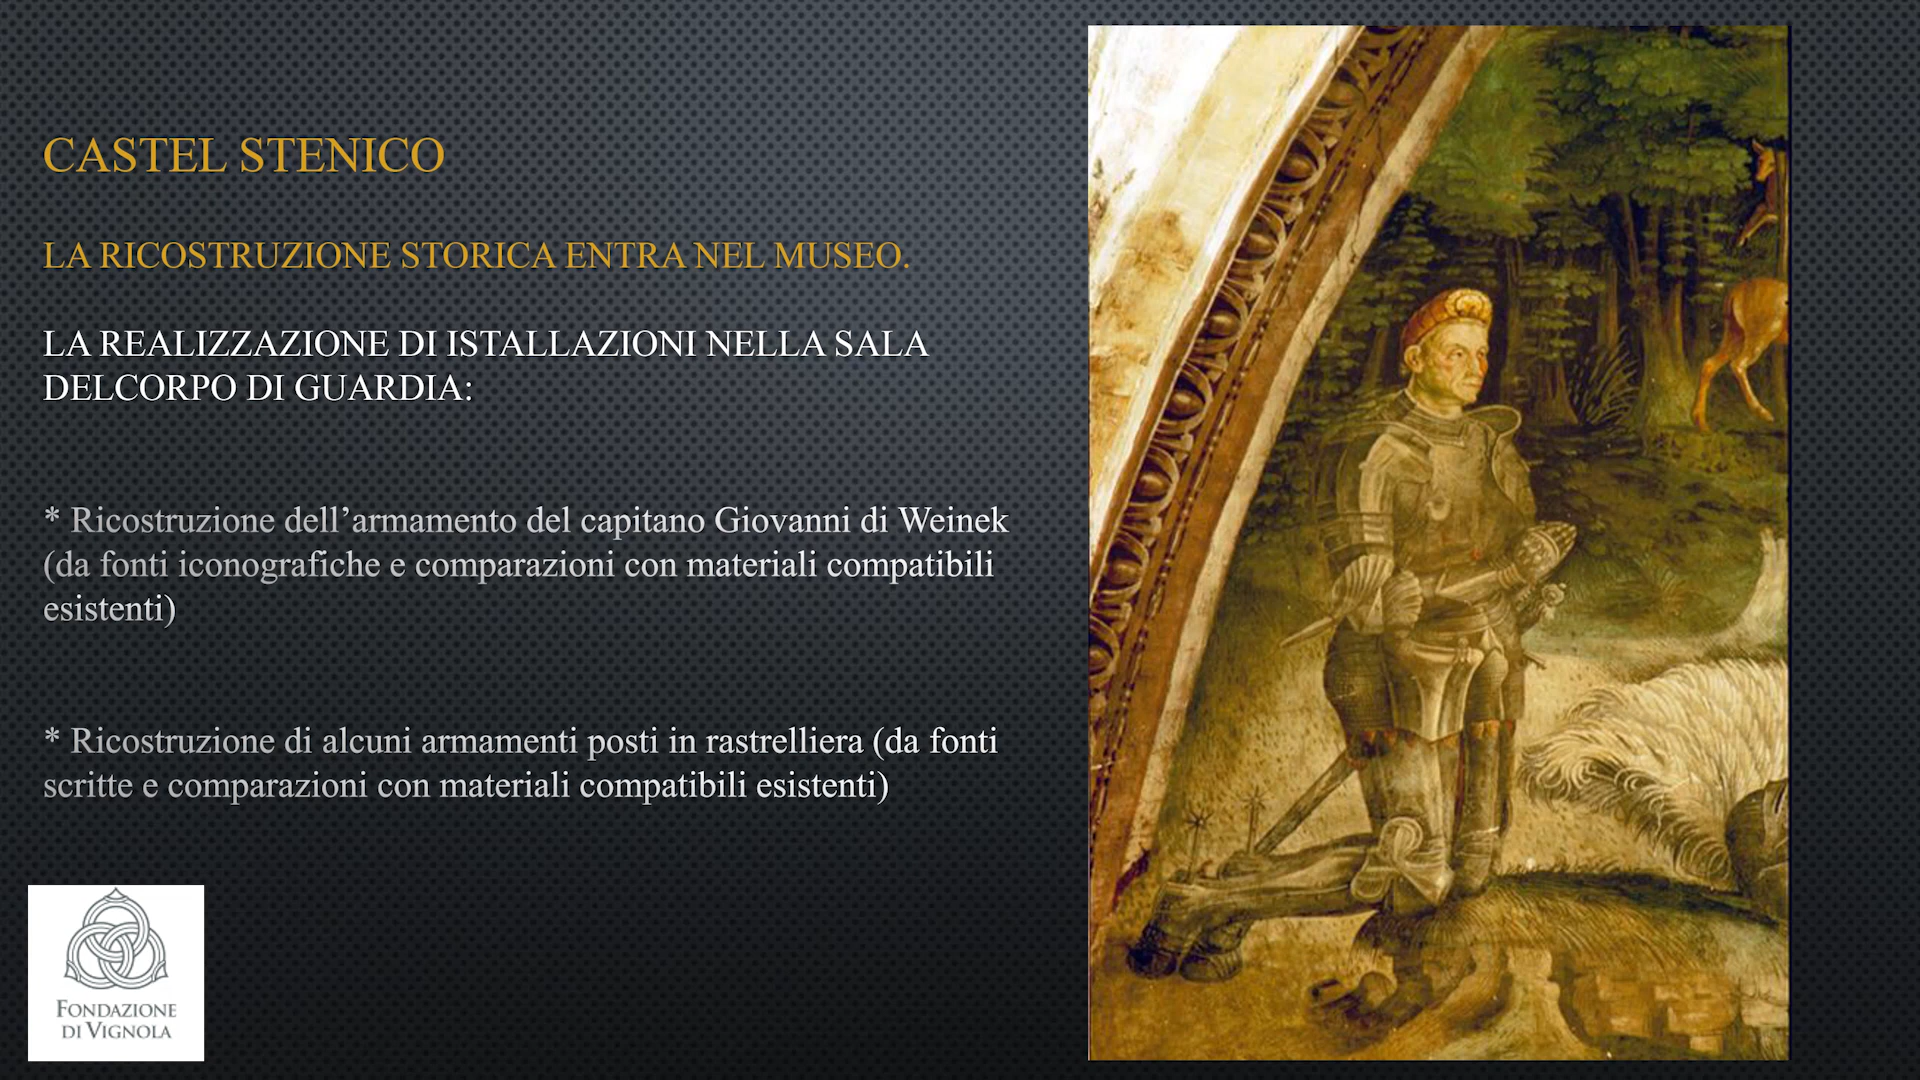 CASTEL STENICO
LA RICOSTRUZIONE STORICA ENTRA NEL MUSEO.
LA REALIZZAZIONE DI ISTALLAZIONI NELLA SALA
DELCORPO DI GUARDIA:
* Ricostruzione dell’armamento del capitano Giovanni di Weinek
(da fonti iconografiche e comparazioni con materiali compatibili
esistenti)
* Ricostruzione di alcuni armamenti posti in rastrelliera (da fonti
scritte e comparazioni con materiali compatibili esistenti)
FONDAZIONE
DI VIGNOLA